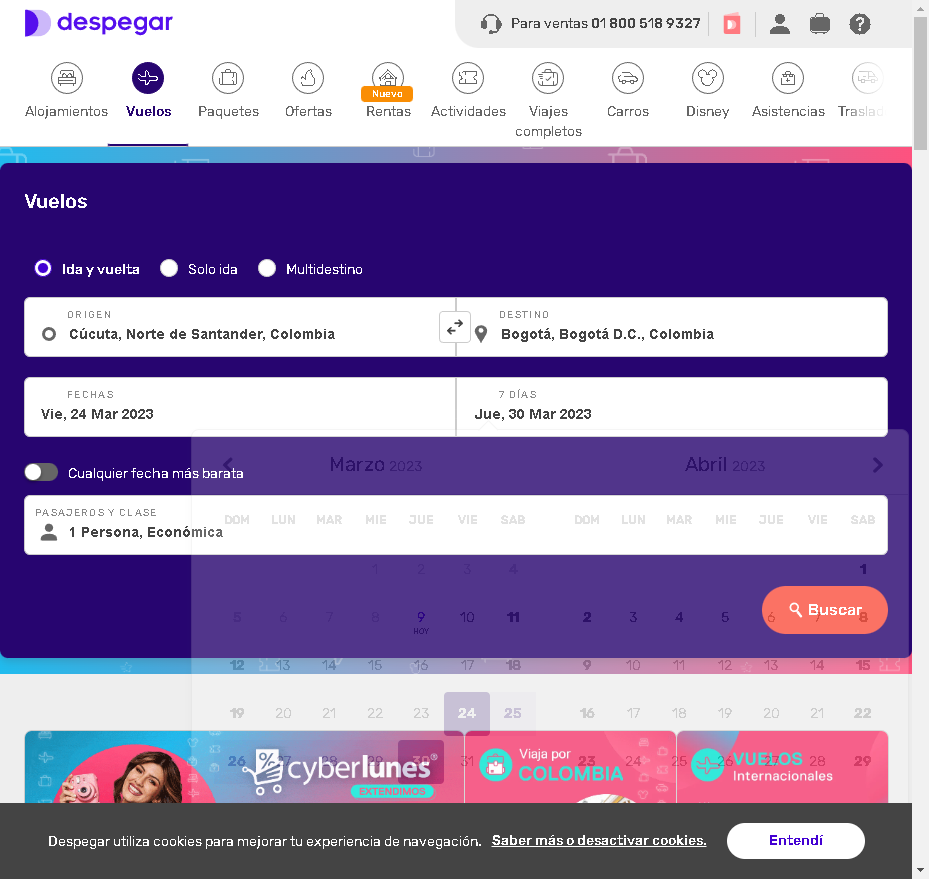 despegar
Para ventas 01 800 518 9327
Alojamientos
Vuelos
Paquetes
Ofertas
Nuevo
Rentas
Actividades
Viajes
completos
Carros
Disney
Asistencias
Traslad
Vuelos
Ida y vuelta
Solo ida
Multidestino
ORIGEN
Cúcuta, Norte de Santander, Colombia
DESTINO
Bogotá, Bogotá D.C., Colombia
FECHAS
Vie, 24 Mar 2023
7 DÍAS
Jue, 30 Mar 2023
Cualquier fecha más barata
Marzo 2023
Abril 2023
PASAJEROS Y CLASE
1 Persona, Económica
DOM LUN MAR MIE JUE VIE SAB
DOM LUN MAR MIE JUE VIE SAB
1 2 3 4
1
5 6 7 8 9 10 11
HOY
2 3 4 5 6 7 8
Buscar
12 13 14 15 16 17 18
9 10 11 12 13 14 15
19 20 21 22 23 24 25
16 17 18 19 20 21 22
26 27 28 29 30 31
23 24 25 26 27 28 29
cyberlunes®
EXTENDIMOS
Viaja por
COLOMBIA
VUELOS
Internacionales
Despegar utiliza cookies para mejorar tu experiencia de navegación. Saber más o desactivar cookies.
Entendí